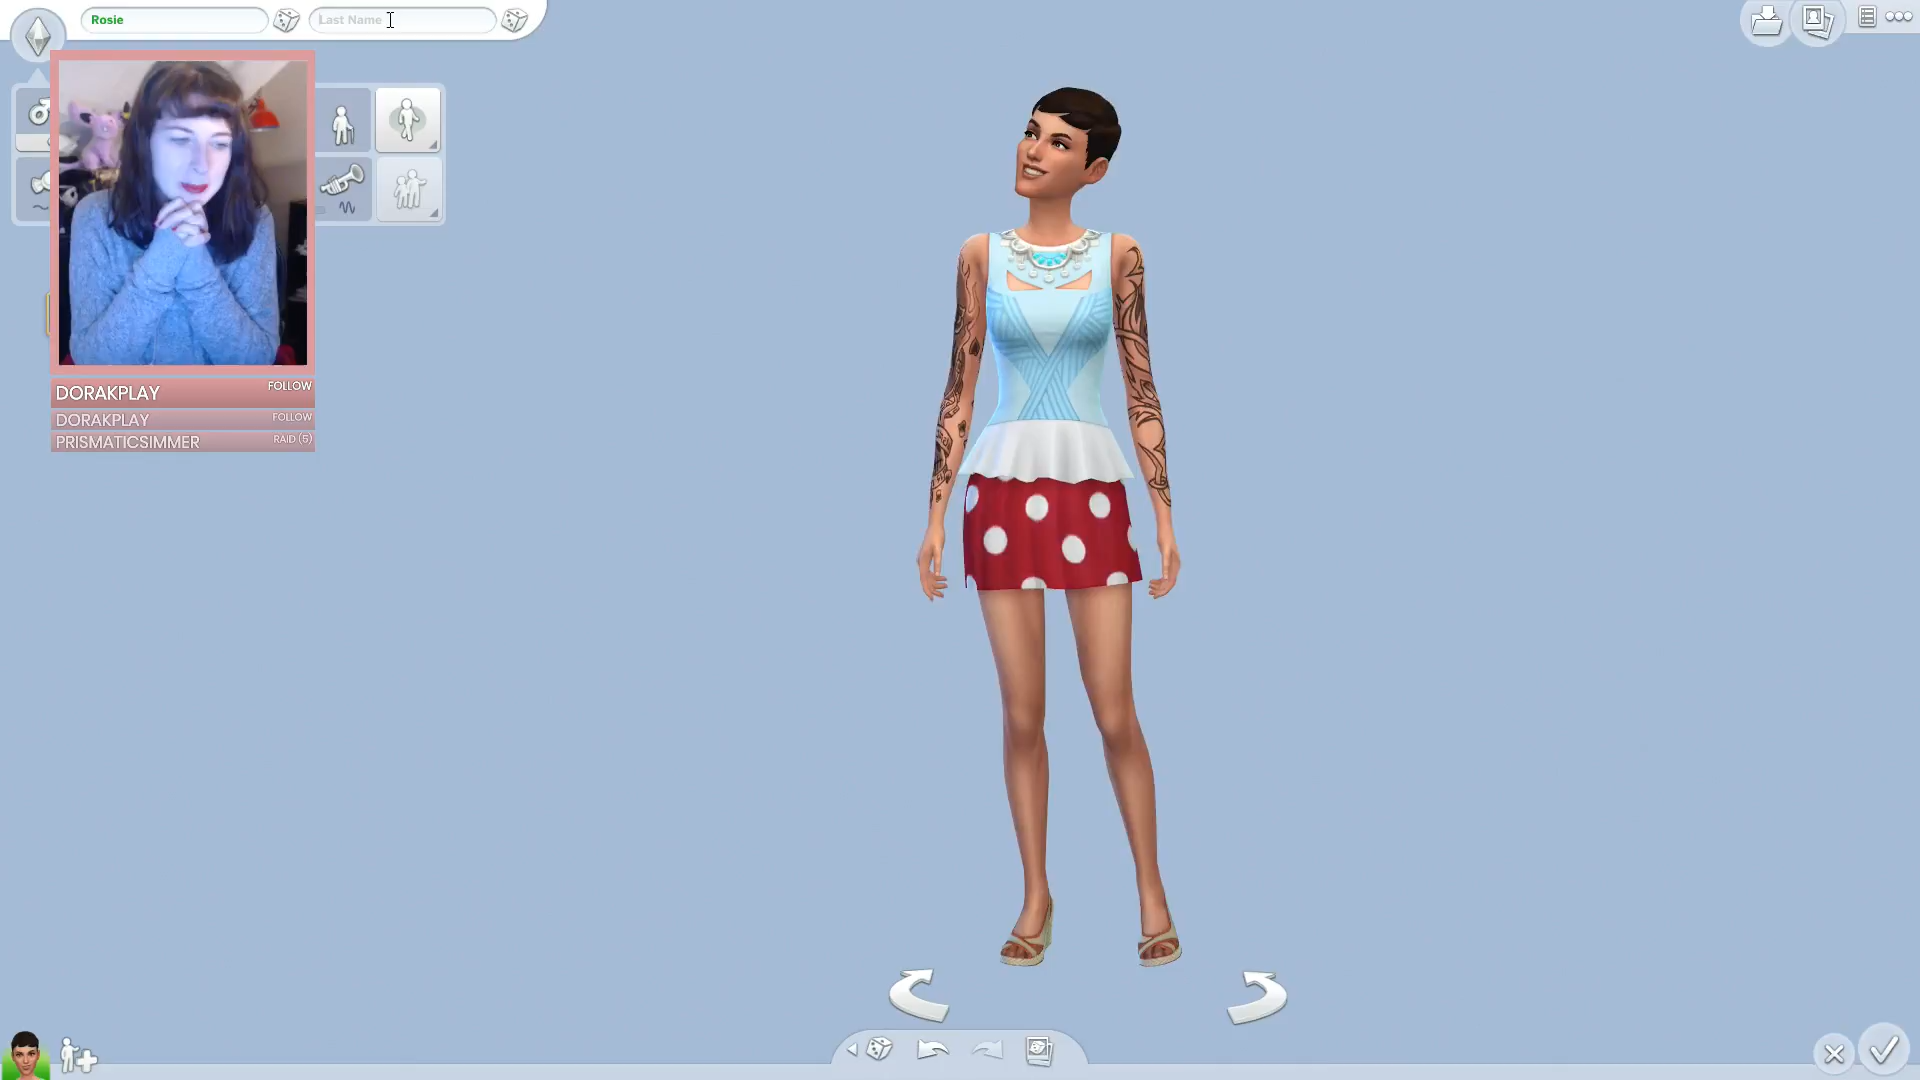 Rosie
Last Name
DORAKPLAY FOLLOW
DORAKPLAY FOLLOW
PRISMATICSIMMER RAID (5)